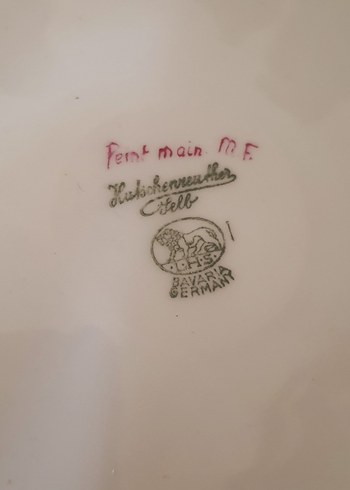 Peint main. M.F.
Hutschenreuther
Selb
L.H.S.
BAVARIA
GERMANY